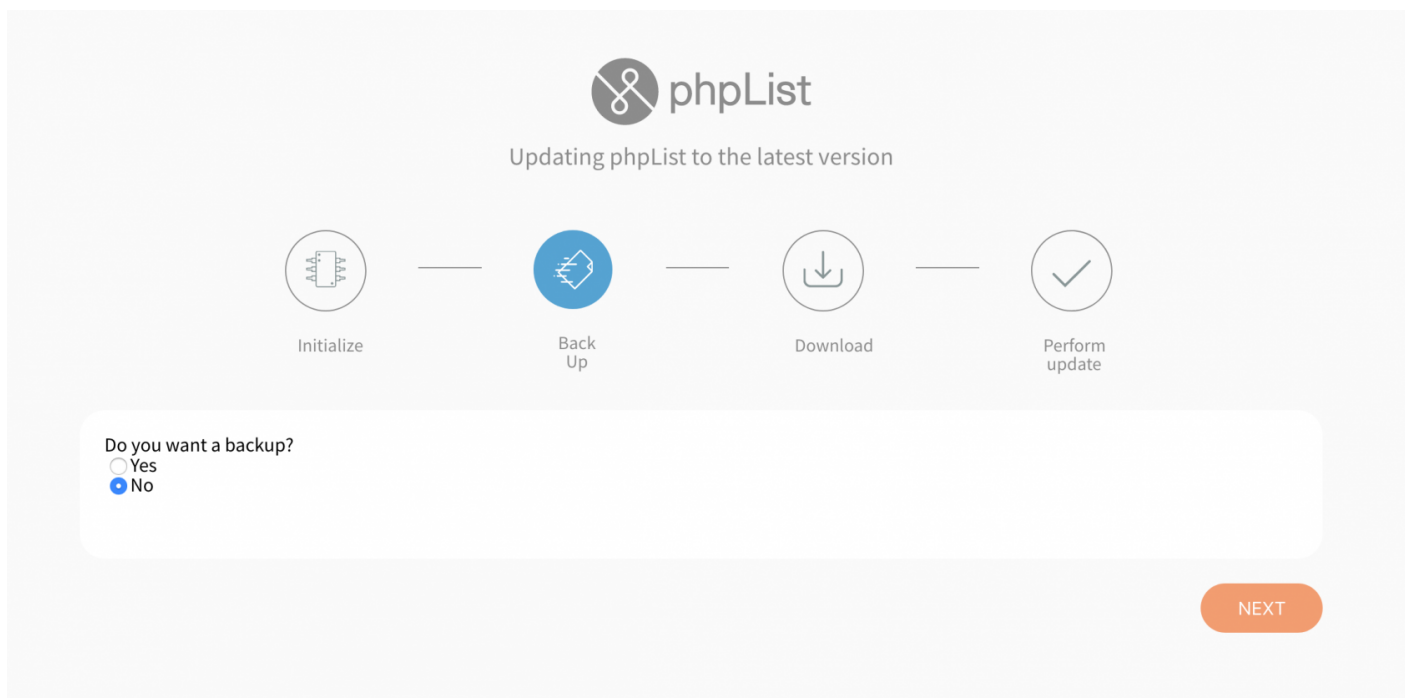 phpList
Updating phpList to the latest version
Initialize
Back
Up
Download
Perform
update
Do you want a backup?
Yes
No
NEXT